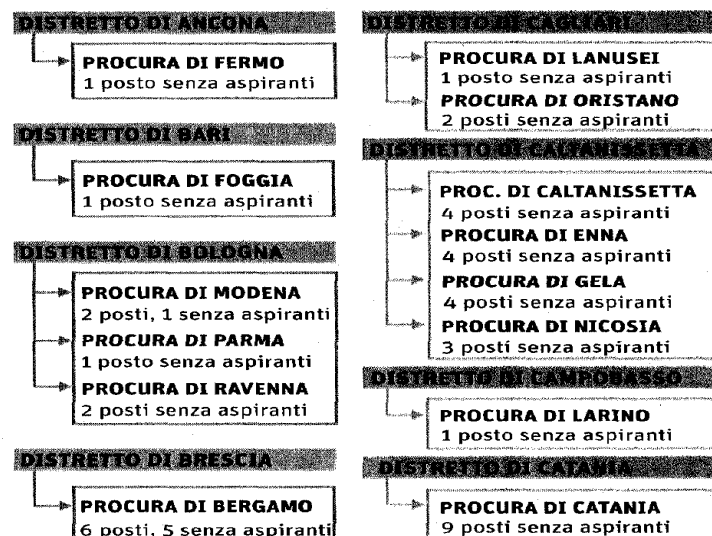 DISTRETTO DI ANCONA
PROCURA DI FERMO
1 posto senza aspiranti
DISTRETTO DI BARI
PROCURA DI FOGGIA
1 posto senza aspiranti
DISTRETTO DI BOLOGNA
PROCURA DI MODENA
2 posti, 1 senza aspiranti
PROCURA DI PARMA
1 posto senza aspiranti
PROCURA DI RAVENNA
2 posti senza aspiranti
DISTRETTO DI BRESCIA
PROCURA DI BERGAMO
6 posti, 5 senza aspiranti
DISTRETTO DI CAGLIARI
PROCURA DI LANUSEI
1 posto senza aspiranti
PROCURA DI ORISTANO
2 posti senza aspiranti
DISTRETTO DI CALTANISSETTA
PROC. DI CALTANISSETTA
4 posti senza aspiranti
PROCURA DI ENNA
4 posti senza aspiranti
PROCURA DI GELA
4 posti senza aspiranti
PROCURA DI NICOSIA
3 posti senza aspiranti
DISTRETTO DI CAMPOBASSO
PROCURA DI LARINO
1 posto senza aspiranti
DISTRETTO DI CATANIA
PROCURA DI CATANIA
9 posti senza aspiranti